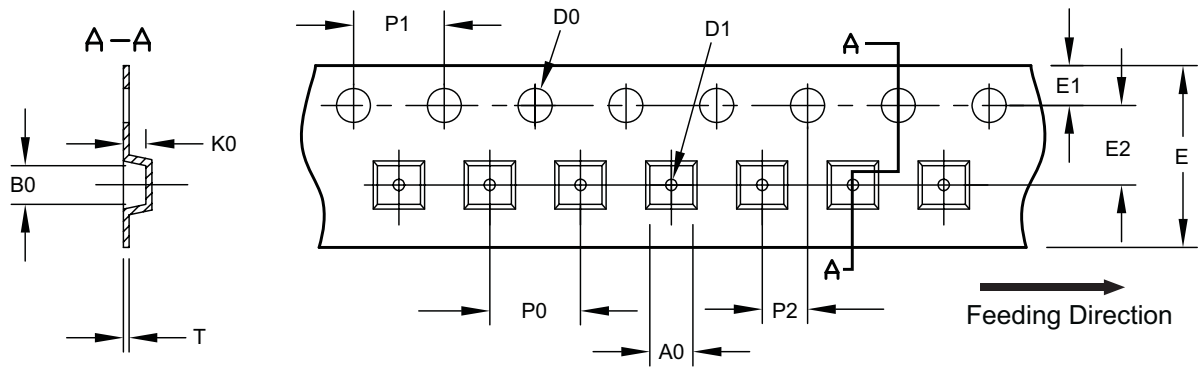 A-A
P1
D0
D1
A
E1
K0
E2
E
B0
A
P0
P2
T
A0
Feeding Direction